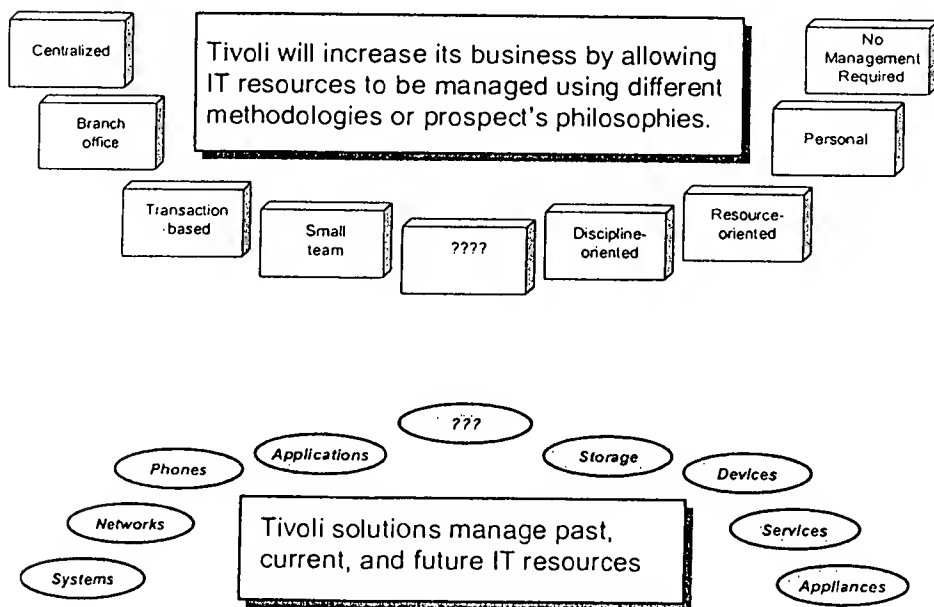 Centralized
Tivoli will increase its business by allowing
IT resources to be managed using different
methodologies or prospect's philosophies.
No
Management
Required
Branch
office
Personal
Transaction
-based
Small
team
????
Discipline-
oriented
Resource-
oriented
???
Applications
Storage
Phones
Devices
Networks
Services
Systems
Appliances
Tivoli solutions manage past,
current, and future IT resources